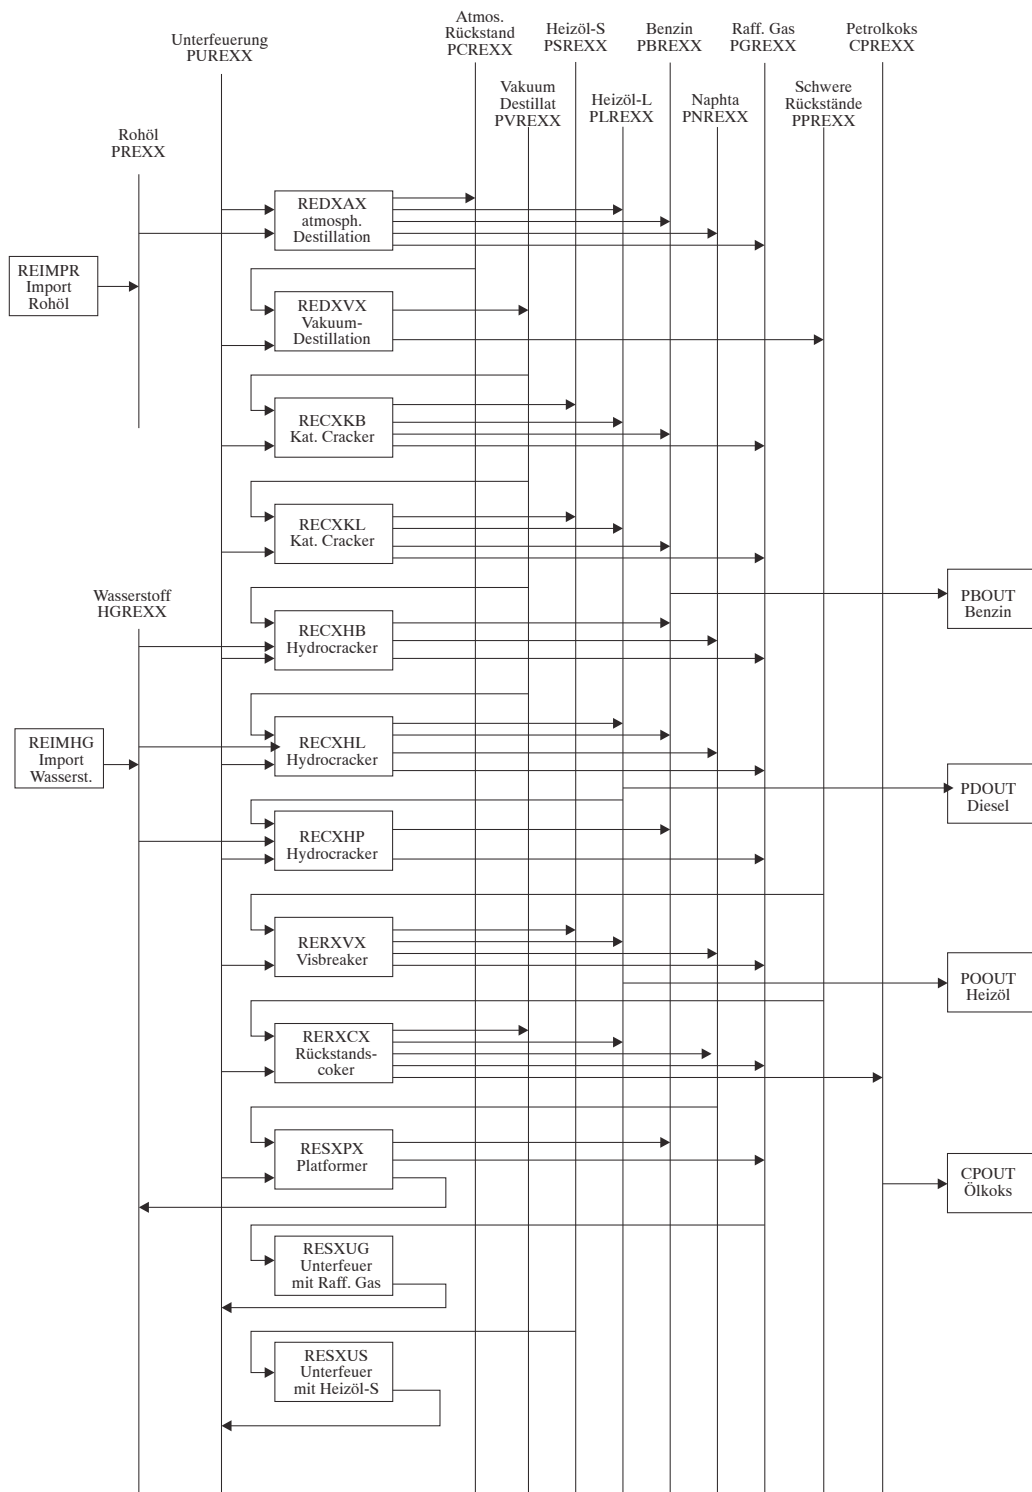 Atmos.
Rückstand
PCREXX
Heizöl-S
PSREXX
Benzin
PBREXX
Raff. Gas
PGREXX
Petrolkoks
CPREXX
Unterfeuerung
PUREXX
Vakuum
Destillat
PVREXX
Heizöl-L
PLREXX
Naphta
PNREXX
Schwere
Rückstände
PPREXX
Rohöl
PREXX
REDXAX
atmosph.
Destillation
REIMPR
Import
Rohöl
REDXVX
Vakuum-
Destillation
RECXKB
Kat. Cracker
RECXKL
Kat. Cracker
Wasserstoff
HGREXX
PBOUT
Benzin
RECXHB
Hydrocracker
REIMHG
Import
Wasserst.
RECXHL
Hydrocracker
PDOUT
Diesel
RECXHP
Hydrocracker
RERXVX
Visbreaker
POOUT
Heizöl
RERXCX
Rückstands-
coker
RESXPX
Platformer
CPOUT
Ölkoks
RESXUG
Unterfeuer
mit Raff. Gas
RESXUS
Unterfeuer
mit Heizöl-S